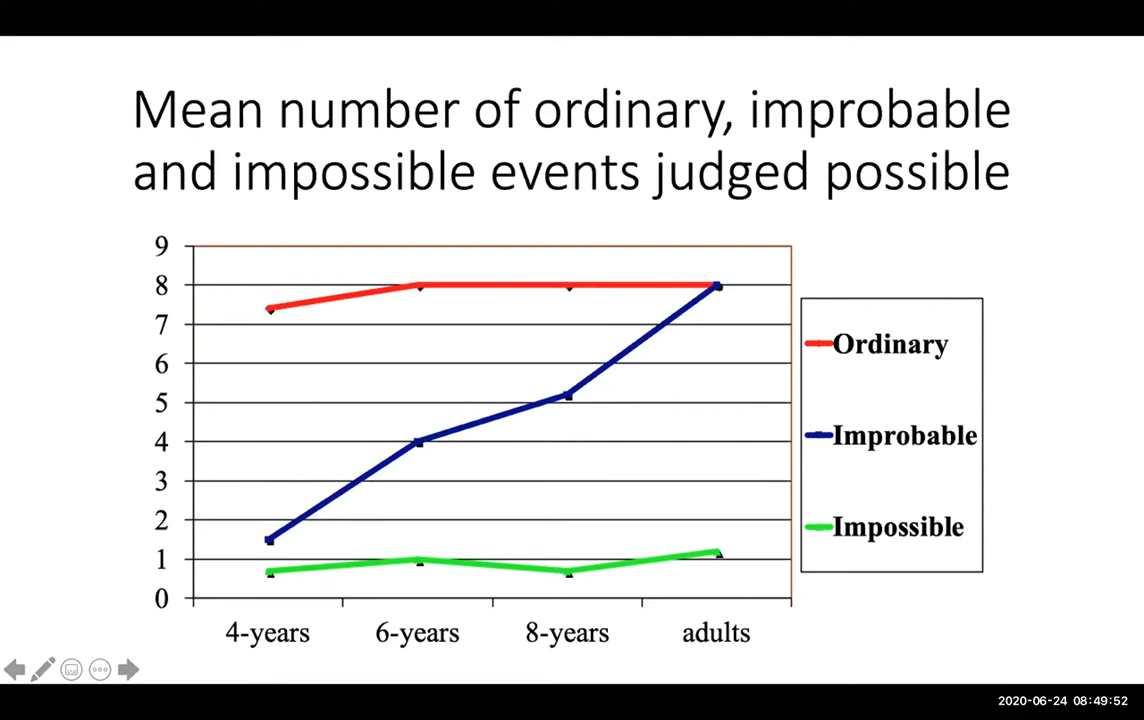 Mean number of ordinary, improbable
and impossible events judged possible
9
8
7
6
5
4
3
2
1
0
4-years 6-years 8-years adults
Ordinary
Improbable
Impossible
2020-06-24 08:49:52